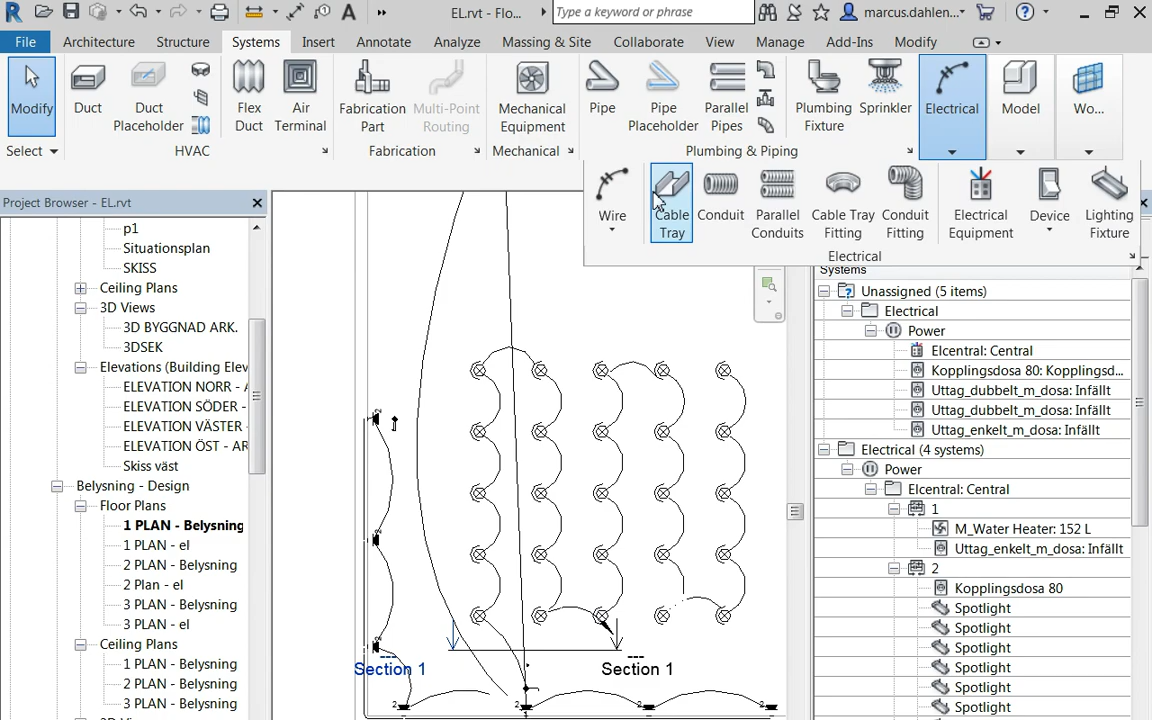 EL.rvt - Flo...
Type a keyword or phrase
marcus.dahlen...
File
Architecture
Structure
Systems
Insert
Annotate
Analyze
Massing & Site
Collaborate
View
Manage
Add-Ins
Modify
Modify
Duct
Duct
Placeholder
Flex
Duct
Air
Terminal
Fabrication
Part
Multi-Point
Routing
Mechanical
Equipment
Pipe
Pipe
Placeholder
Parallel
Pipes
Plumbing
Fixture
Sprinkler
Electrical
Model
Wo...
Select
HVAC
Fabrication
Mechanical
Plumbing & Piping
Wire
Cable
Tray
Conduit
Parallel
Conduits
Cable Tray
Fitting
Conduit
Fitting
Electrical
Equipment
Device
Lighting
Fixture
Electrical
Project Browser - EL.rvt
p1
Situationsplan
SKISS
Ceiling Plans
3D Views
3D BYGGNAD ARK.
3DSEK
Elevations (Building Elev
ELEVATION NORR - A
ELEVATION SÖDER -
ELEVATION VÄSTER -
ELEVATION ÖST - AR
Skiss väst
Belysning - Design
Floor Plans
1 PLAN - Belysning
1 PLAN - el
2 PLAN - Belysning
2 Plan - el
3 PLAN - Belysning
3 PLAN - el
Ceiling Plans
1 PLAN - Belysning
2 PLAN - Belysning
3 PLAN - Belysning
Section 1
Section 1
Systems
Unassigned (5 items)
Electrical
Power
Elcentral: Central
Kopplingsdosa 80: Kopplingsd...
Uttag_dubbelt_m_dosa: Infällt
Uttag_dubbelt_m_dosa: Infällt
Uttag_enkelt_m_dosa: Infällt
Electrical (4 systems)
Power
Elcentral: Central
1
M_Water Heater: 152 L
Uttag_enkelt_m_dosa: Infällt
2
Kopplingsdosa 80
Spotlight
Spotlight
Spotlight
Spotlight
Spotlight
Spotlight